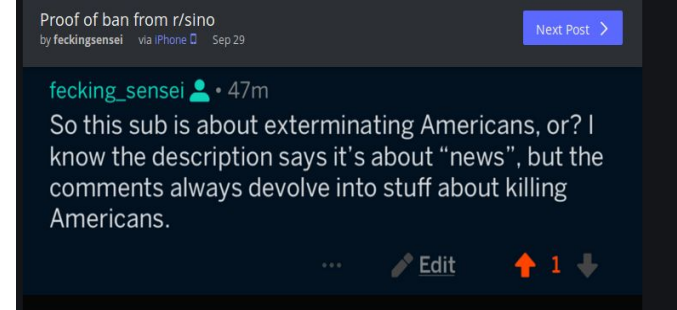 Proof of ban from r/sino
by feckingsensei via iPhone Sep 29
Next Post
fecking_sensei • 47m
So this sub is about exterminating Americans, or? I
know the description says it's about “news”, but the
comments always devolve into stuff about killing
Americans.
... Edit 1